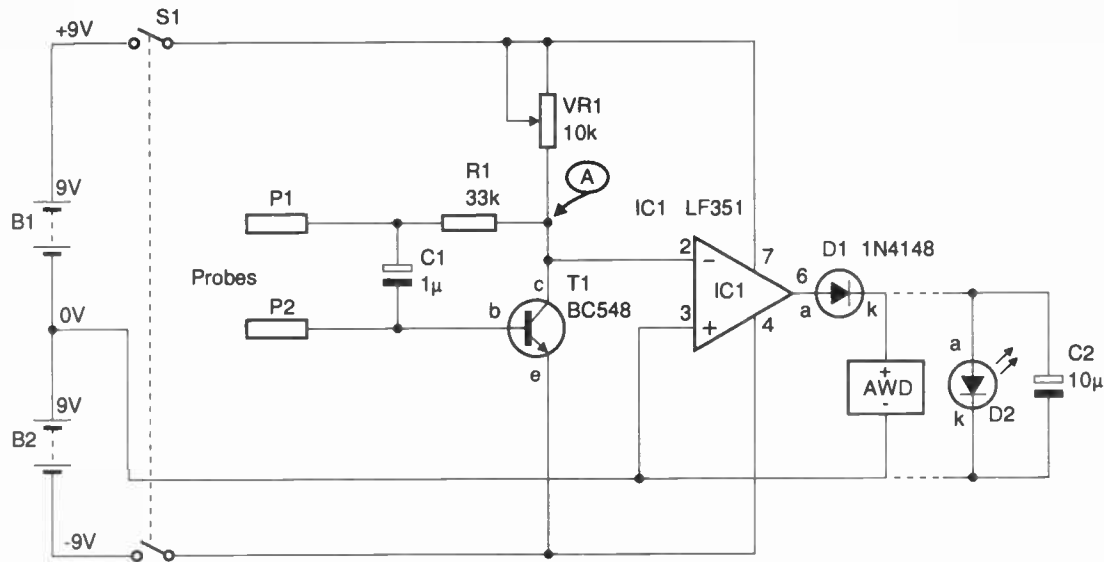 S1
+9V
VR1
10k
A
R1
33k
9V
P1
IC1 LF351
B1
D1 1N4148
2
7
−
C1
1µ
6
Probes
c
T1
BC548
IC1
a
k
b
P2
3
+
4
0V
e
a
C2
10µ
+
AWD
-
9V
k
D2
B2
-9V